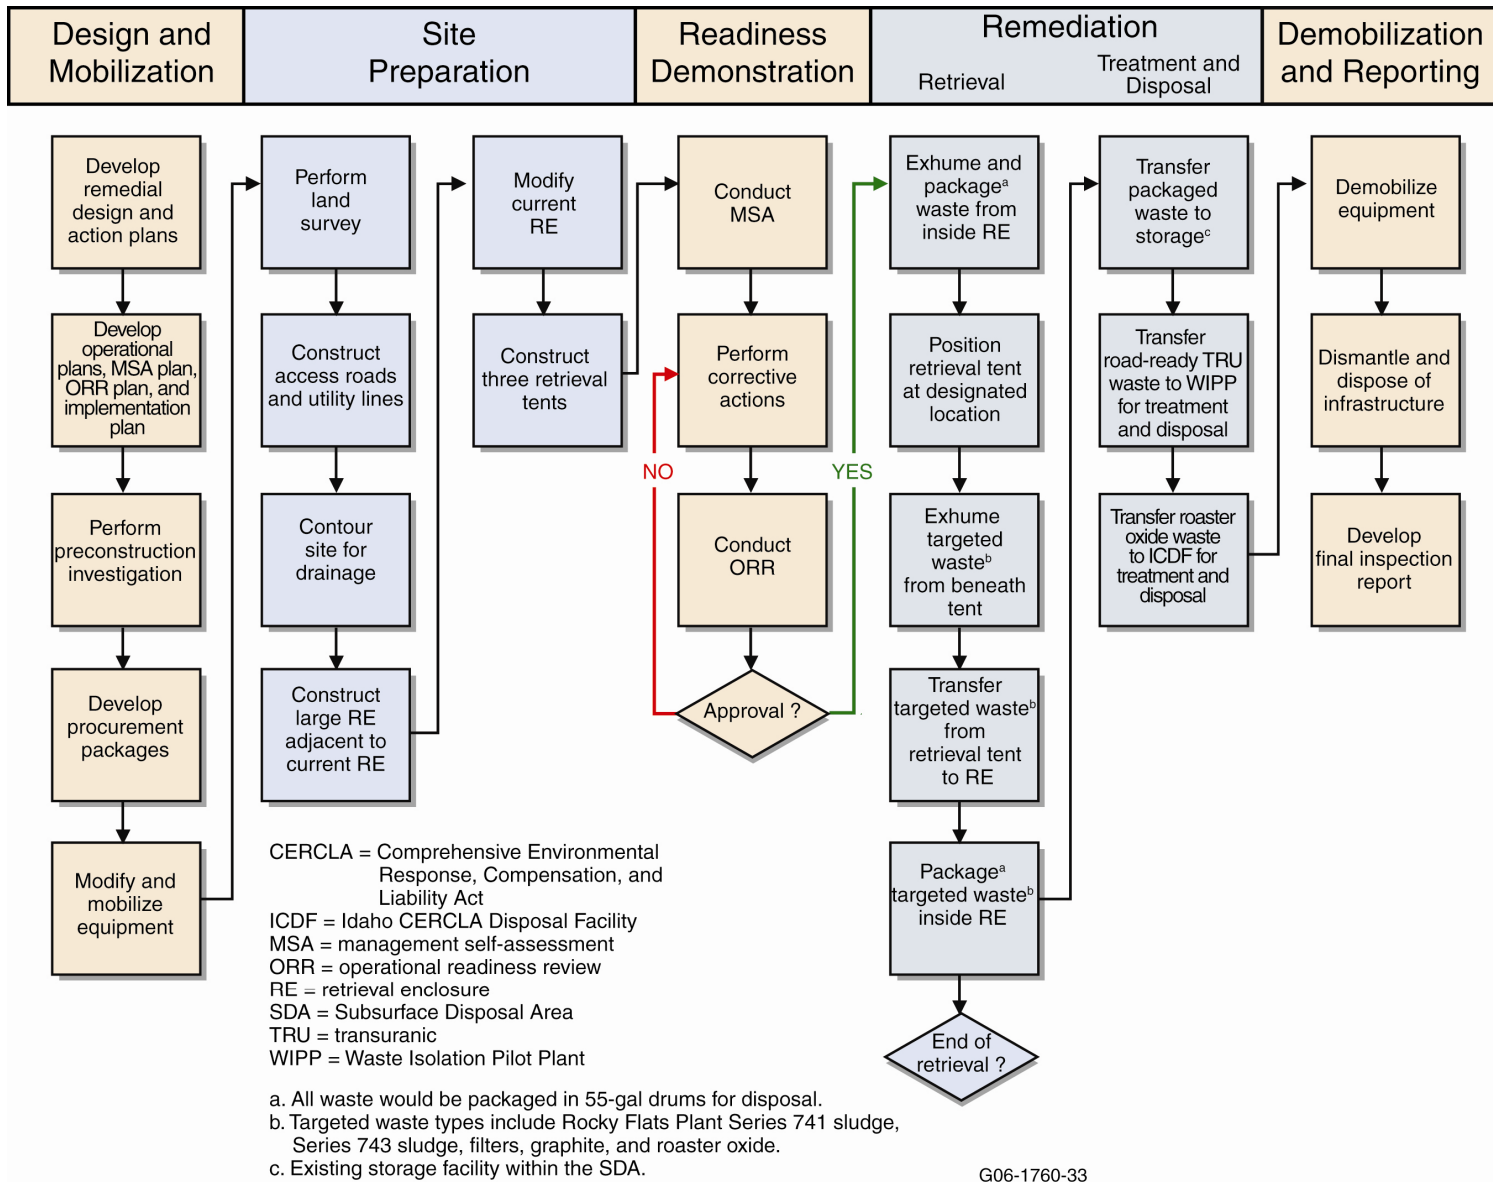 Design and
Mobilization
Site
Preparation
Readiness
Demonstration
Remediation
Retrieval
Treatment and
Disposal
Demobilization
and Reporting
Develop
remedial
design and
action plans
Develop
operational
plans, MSA plan,
ORR plan, and
implementation
plan
Perform
preconstruction
investigation
Develop
procurement
packages
Modify and
mobilize
equipment
Perform
land
survey
Construct
access roads
and utility lines
Contour
site for
drainage
Construct
large RE
adjacent to
current RE
Modify
current
RE
Construct
three retrieval
tents
Conduct
MSA
Perform
corrective
actions
NO
YES
Conduct
ORR
Approval ?
Exhume and
packageᵃ
waste from
inside RE
Position
retrieval tent
at designated
location
Exhume
targeted
wasteᵇ
from beneath
tent
Transfer
targeted wasteᵇ
from
retrieval tent
to RE
Packageᵃ
targeted wasteᵇ
inside RE
End of
retrieval ?
Transfer
packaged
waste to
storageᶜ
Transfer
road-ready TRU
waste to WIPP
for treatment
and disposal
Transfer roaster
oxide waste
to ICDF for
treatment and
disposal
Demobilize
equipment
Dismantle and
dispose of
infrastructure
Develop
final inspection
report
CERCLA = Comprehensive Environmental
Response, Compensation, and
Liability Act
ICDF = Idaho CERCLA Disposal Facility
MSA = management self-assessment
ORR = operational readiness review
RE = retrieval enclosure
SDA = Subsurface Disposal Area
TRU = transuranic
WIPP = Waste Isolation Pilot Plant
a. All waste would be packaged in 55-gal drums for disposal.
b. Targeted waste types include Rocky Flats Plant Series 741 sludge,
Series 743 sludge, filters, graphite, and roaster oxide.
c. Existing storage facility within the SDA.
G06-1760-33